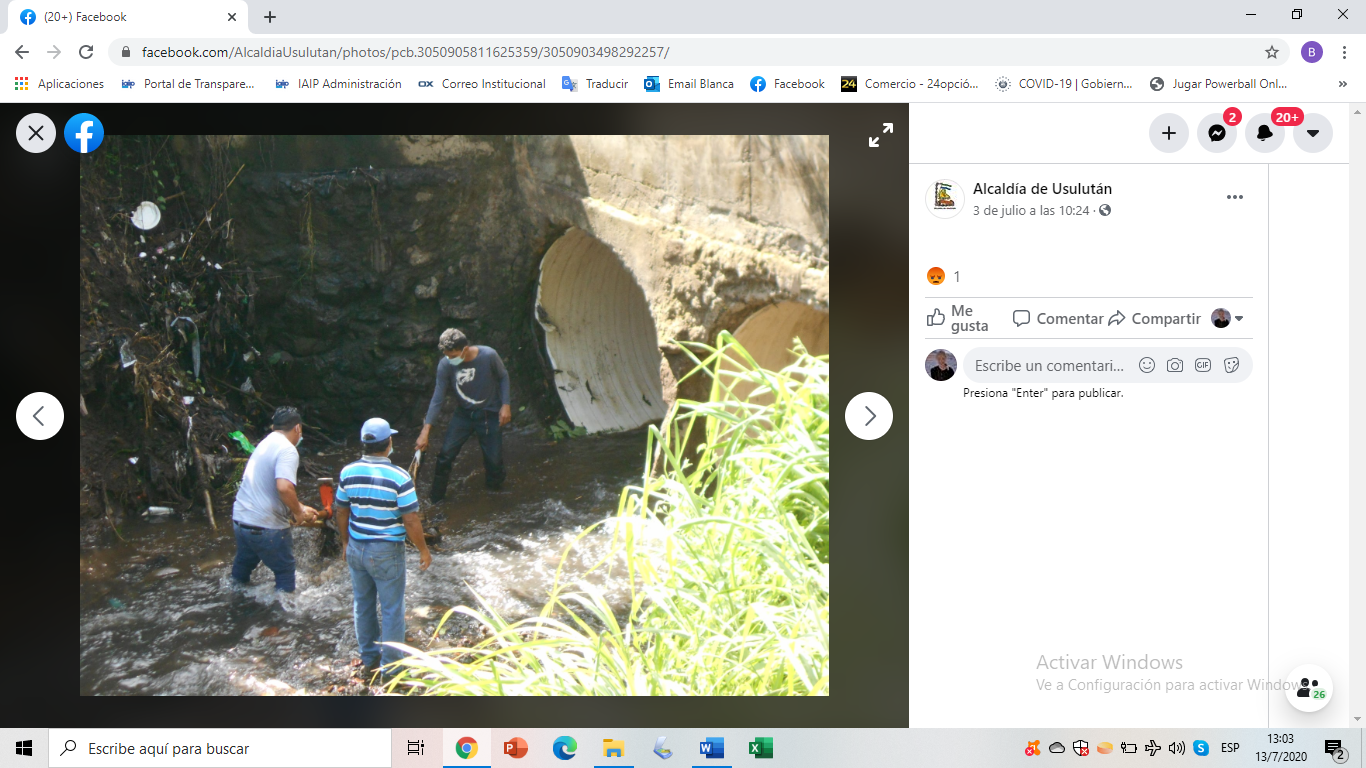 (20+) Facebook
facebook.com/AlcaldiaUsulutan/photos/pcb.3050905811625359/3050903498292257/
B
Aplicaciones
Portal de Transpare...
IAIP Administración
Correo Institucional
Traducir
Email Blanca
Facebook
24
Comercio - 24opció...
COVID-19 | Gobiern...
Jugar Powerball Onl...
»
2
20+
Alcaldía de Usulután
3 de julio a las 10:24 ·
1
Me gusta
Comentar
Compartir
Escribe un comentari...
GIF
Presiona "Enter" para publicar.
Activar Windows
Ve a Configuración para activar Windows
26
Escribe aquí para buscar
ESP
13:03
13/7/2020
2